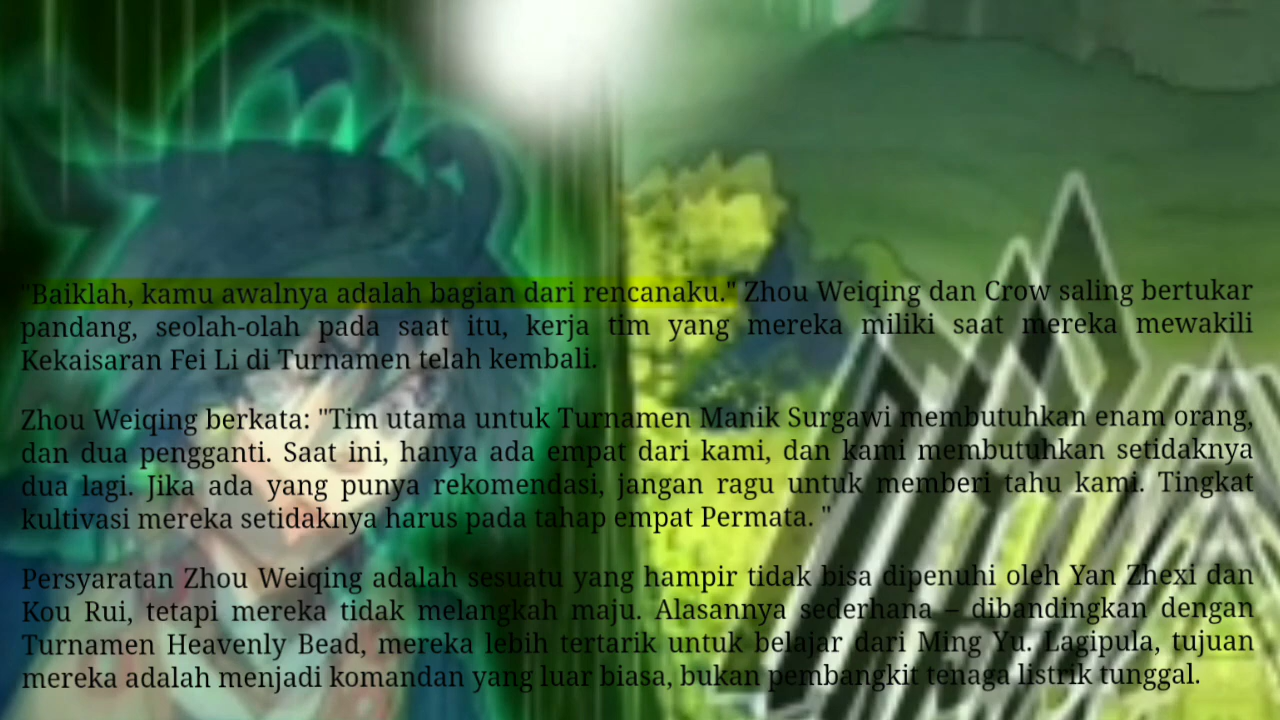 "Baiklah, kamu awalnya adalah bagian dari rencanaku." Zhou Weiqing dan Crow saling bertukar
pandang, seolah-olah pada saat itu, kerja tim yang mereka miliki saat mereka mewakili
Kekaisaran Fei Li di Turnamen telah kembali.
Zhou Weiqing berkata: "Tim utama untuk Turnamen Manik Surgawi membutuhkan enam orang,
dan dua pengganti. Saat ini, hanya ada empat dari kami, dan kami membutuhkan setidaknya
dua lagi. Jika ada yang punya rekomendasi, jangan ragu untuk memberi tahu kami. Tingkat
kultivasi mereka setidaknya harus pada tahap empat Permata. "
Persyaratan Zhou Weiqing adalah sesuatu yang hampir tidak bisa dipenuhi oleh Yan Zhexi dan
Kou Rui, tetapi mereka tidak melangkah maju. Alasannya sederhana – dibandingkan dengan
Turnamen Heavenly Bead, mereka lebih tertarik untuk belajar dari Ming Yu. Lagipula, tujuan
mereka adalah menjadi komandan yang luar biasa, bukan pembangkit tenaga listrik tunggal.